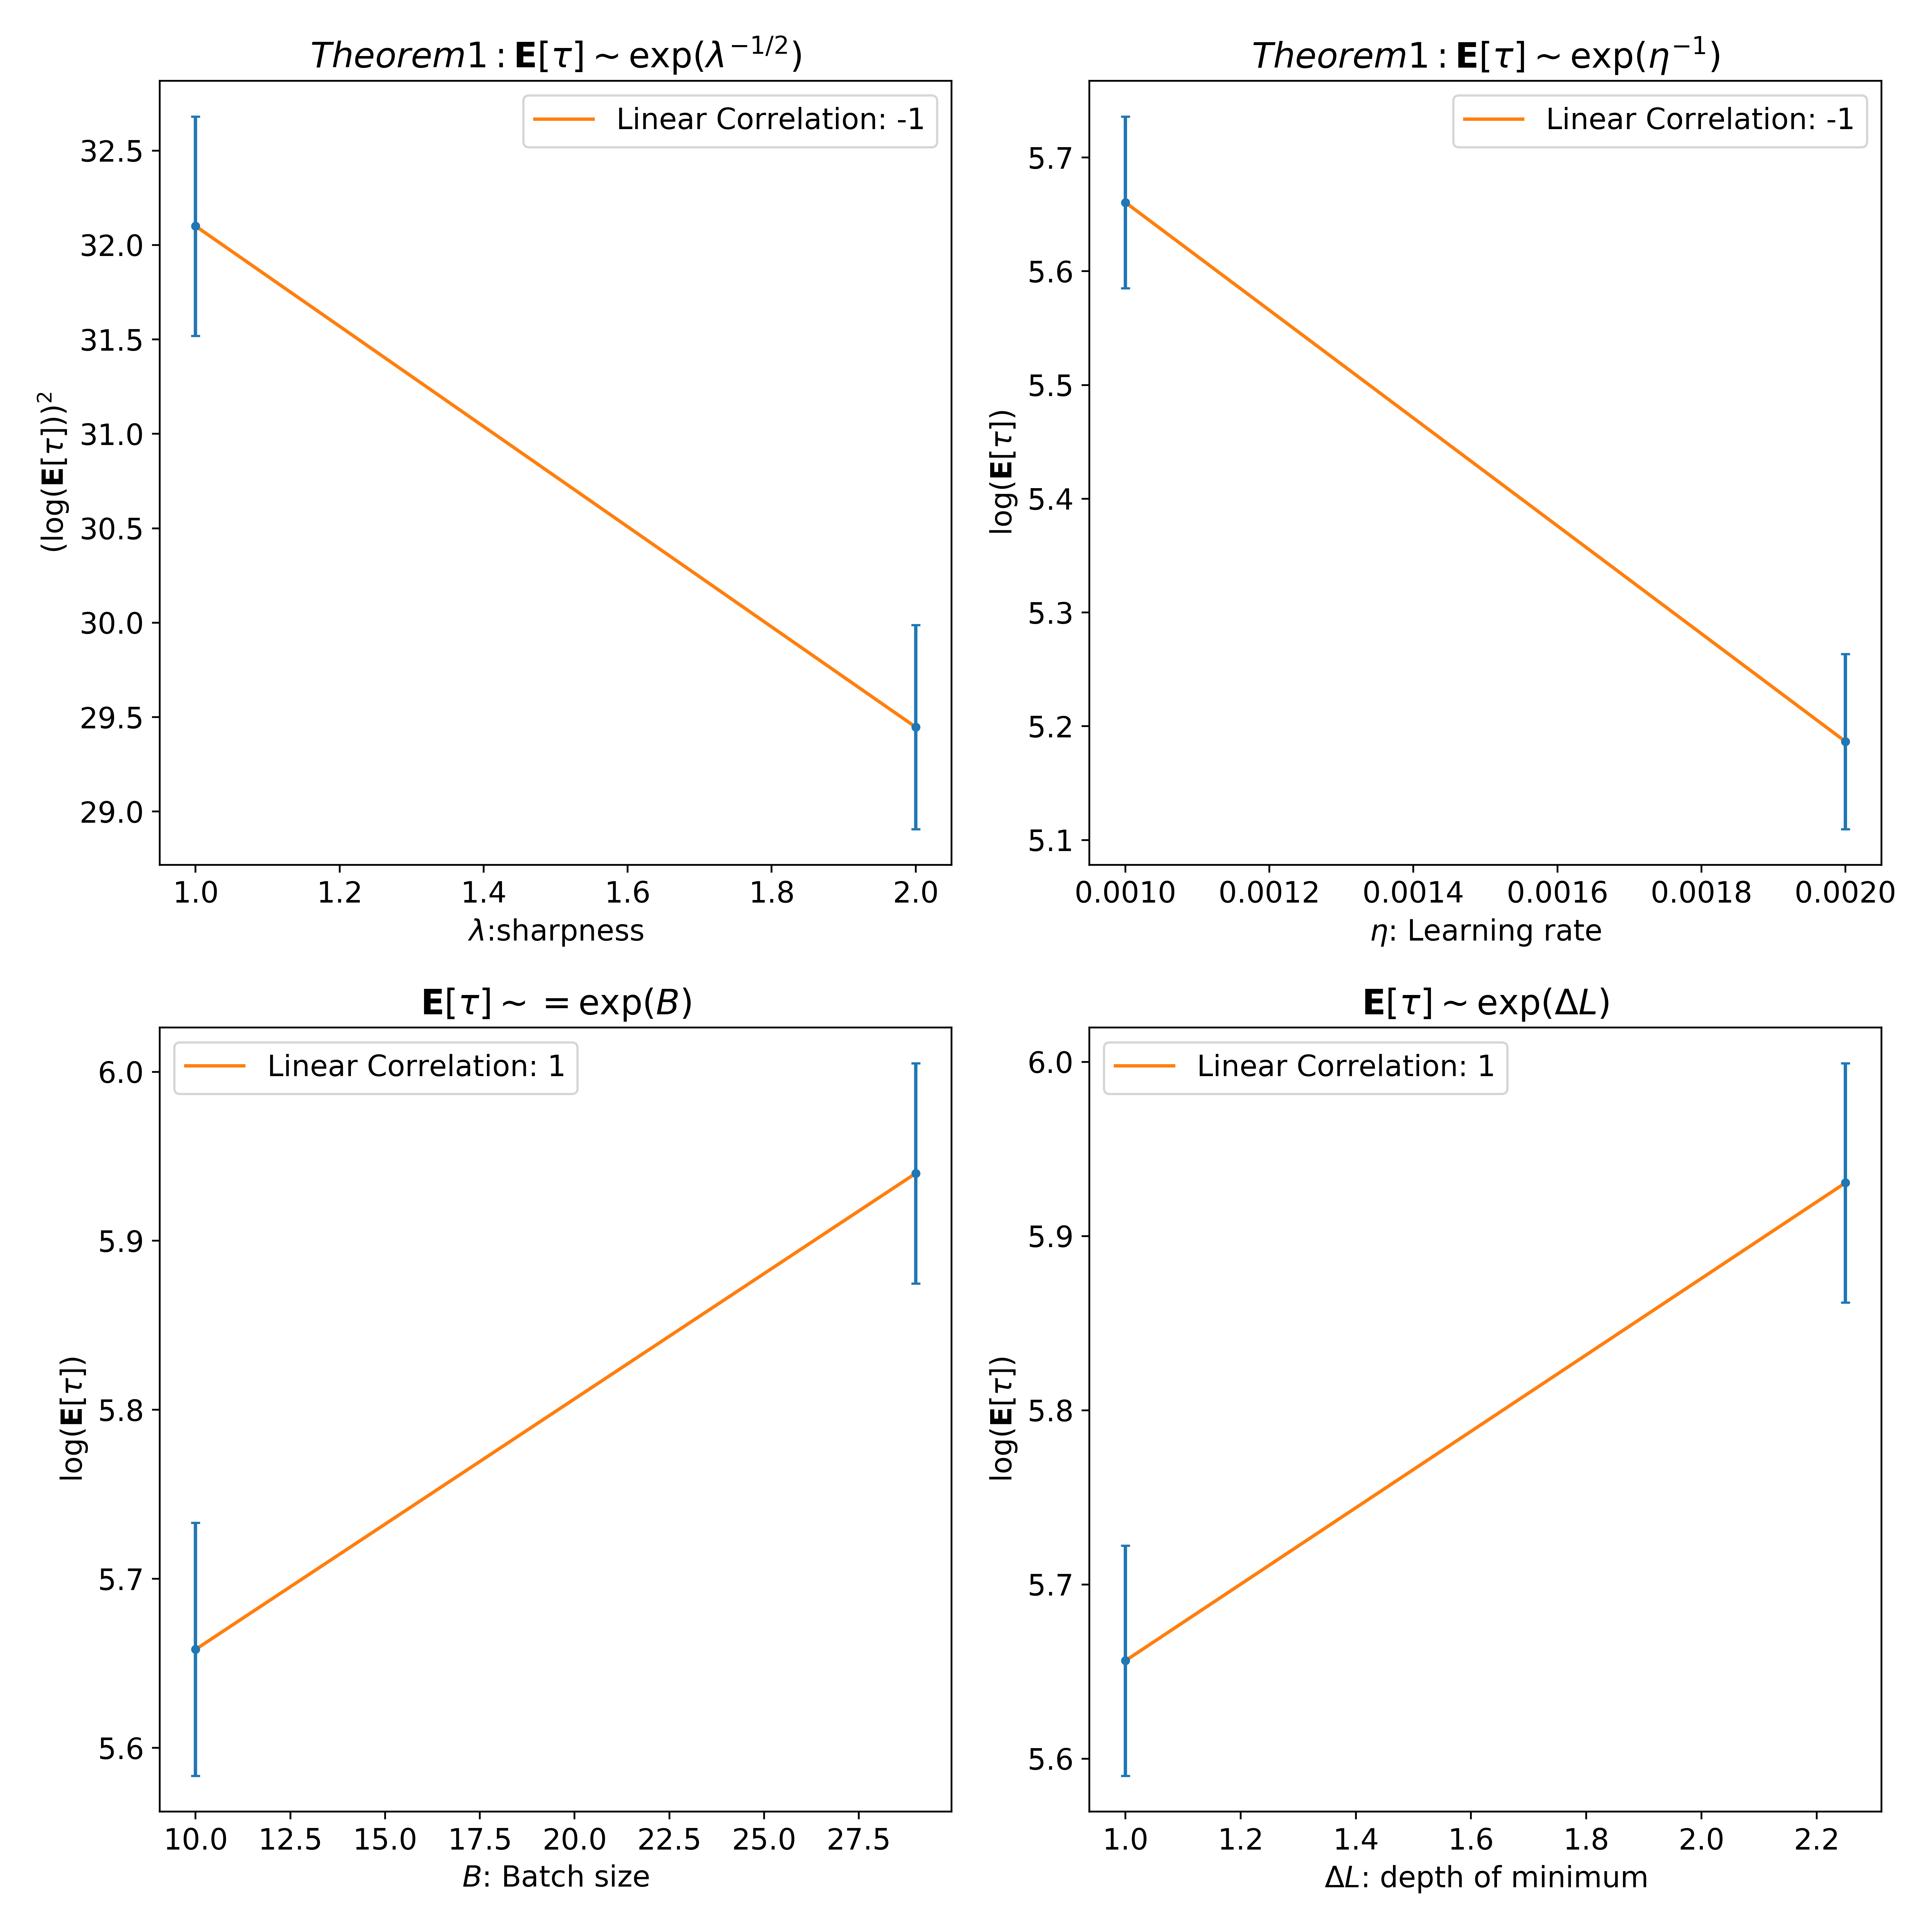 Theorem1 : E[τ] ~ exp(λ^{-1/2})
Linear Correlation: -1
(log(E[τ]))²
32.5
32.0
31.5
31.0
30.5
30.0
29.5
29.0
1.0 1.2 1.4 1.6 1.8 2.0
λ:sharpness
Theorem1 : E[τ] ~ exp(η^{-1})
Linear Correlation: -1
log(E[τ])
5.7
5.6
5.5
5.4
5.3
5.2
5.1
0.0010 0.0012 0.0014 0.0016 0.0018 0.0020
η: Learning rate
E[τ] ~ = exp(B)
Linear Correlation: 1
log(E[τ])
6.0
5.9
5.8
5.7
5.6
10.0 12.5 15.0 17.5 20.0 22.5 25.0 27.5
B: Batch size
E[τ] ~ exp(ΔL)
Linear Correlation: 1
log(E[τ])
6.0
5.9
5.8
5.7
5.6
1.0 1.2 1.4 1.6 1.8 2.0 2.2
ΔL: depth of minimum